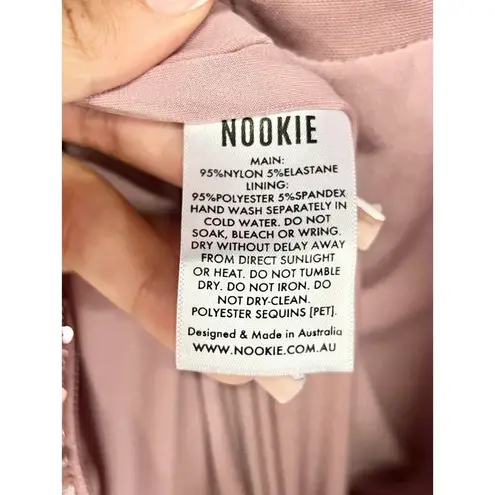 NOOKIE
MAIN:
95%NYLON 5%ELASTANE
LINING:
95%POLYESTER 5%SPANDEX
HAND WASH SEPARATELY IN
COLD WATER. DO NOT
SOAK, BLEACH OR WRING.
DRY WITHOUT DELAY AWAY
FROM DIRECT SUNLIGHT
OR HEAT. DO NOT TUMBLE
DRY. DO NOT IRON. DO
NOT DRY-CLEAN.
POLYESTER SEQUINS [PET].
Designed & Made in Australia
WWW.NOOKIE.COM.AU